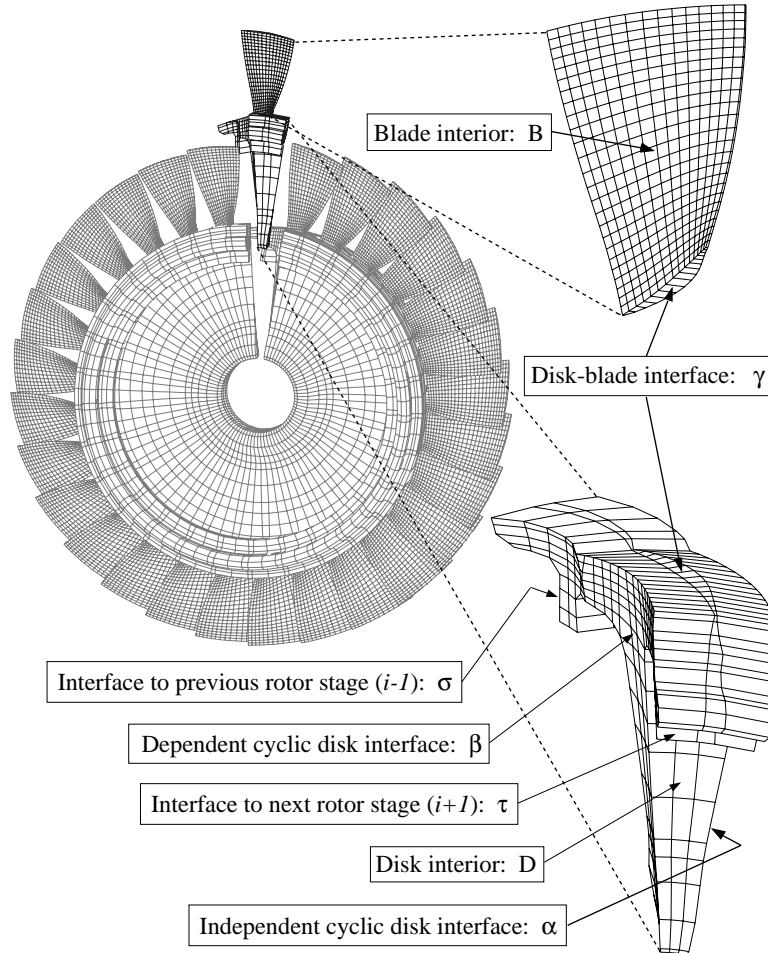 Blade interior: B
Disk-blade interface: γ
Interface to previous rotor stage (i-1): σ
Dependent cyclic disk interface: β
Interface to next rotor stage (i+1): τ
Disk interior: D
Independent cyclic disk interface: α